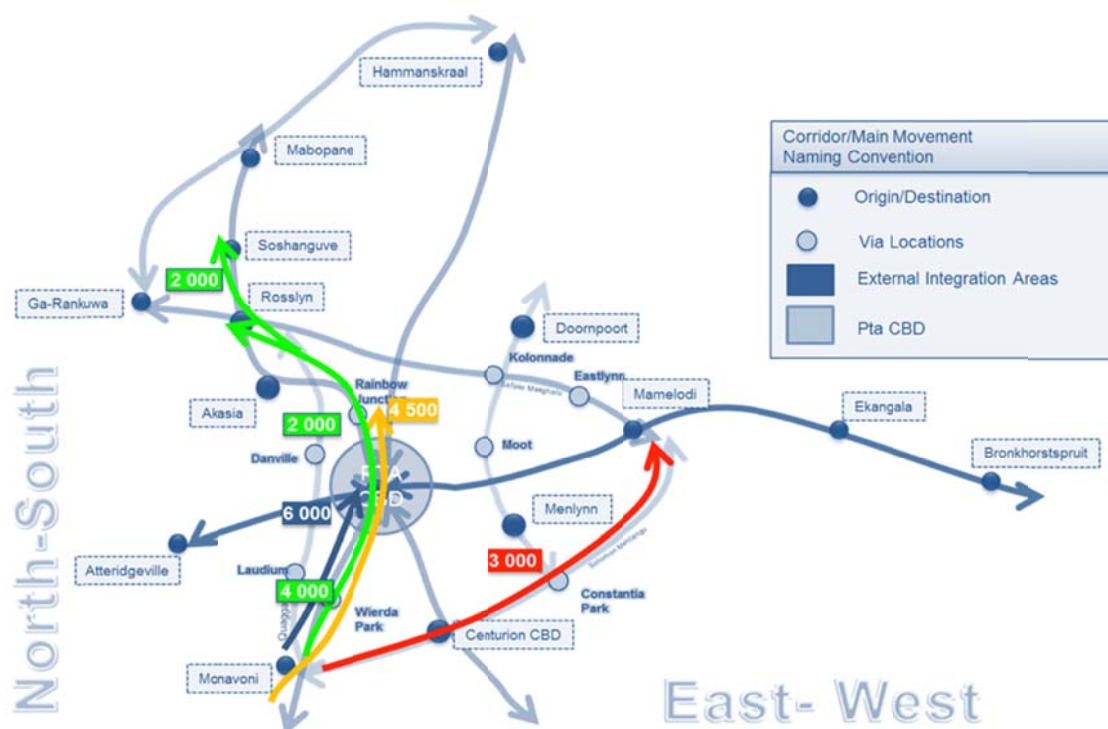 Hammanskraal
Mabopane
Corridor/Main Movement
Naming Convention
Origin/Destination
Via Locations
External Integration Areas
Pta CBD
Soshanguve
2 000
Rosslyn
Ga-Rankuwa
Doornpoort
Kolonnade
Eastlynn
Rainbow
Junction
4 500
Akasia
2 000
Mamelodi
Ekangala
Moot
Danville
Bronkhorstspruit
PTA
CBD
6 000
Menlynn
Atteridgeville
3 000
Laudium
4 000
Constantia
Park
Wierda
Park
Centurion CBD
Monavoni
North-South
East- West